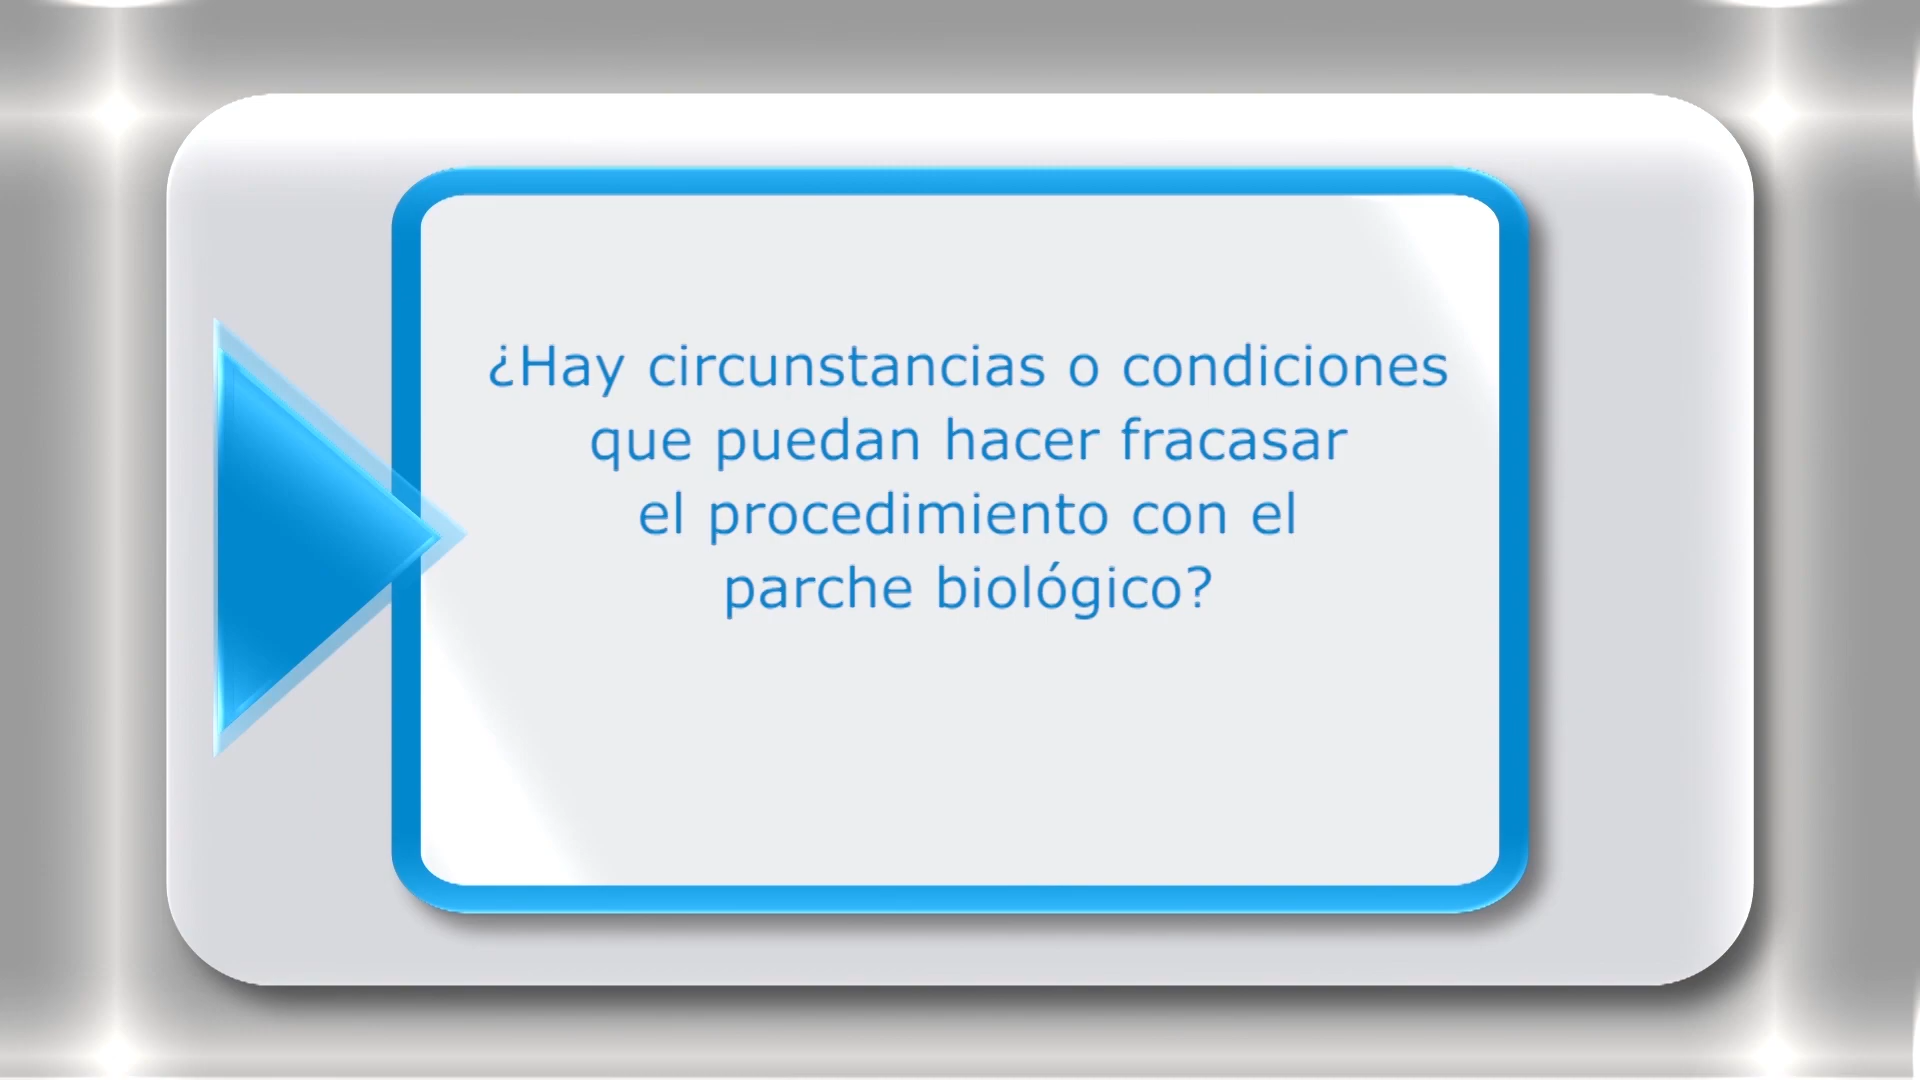 ¿Hay circunstancias o condiciones
que puedan hacer fracasar
el procedimiento con el
parche biológico?